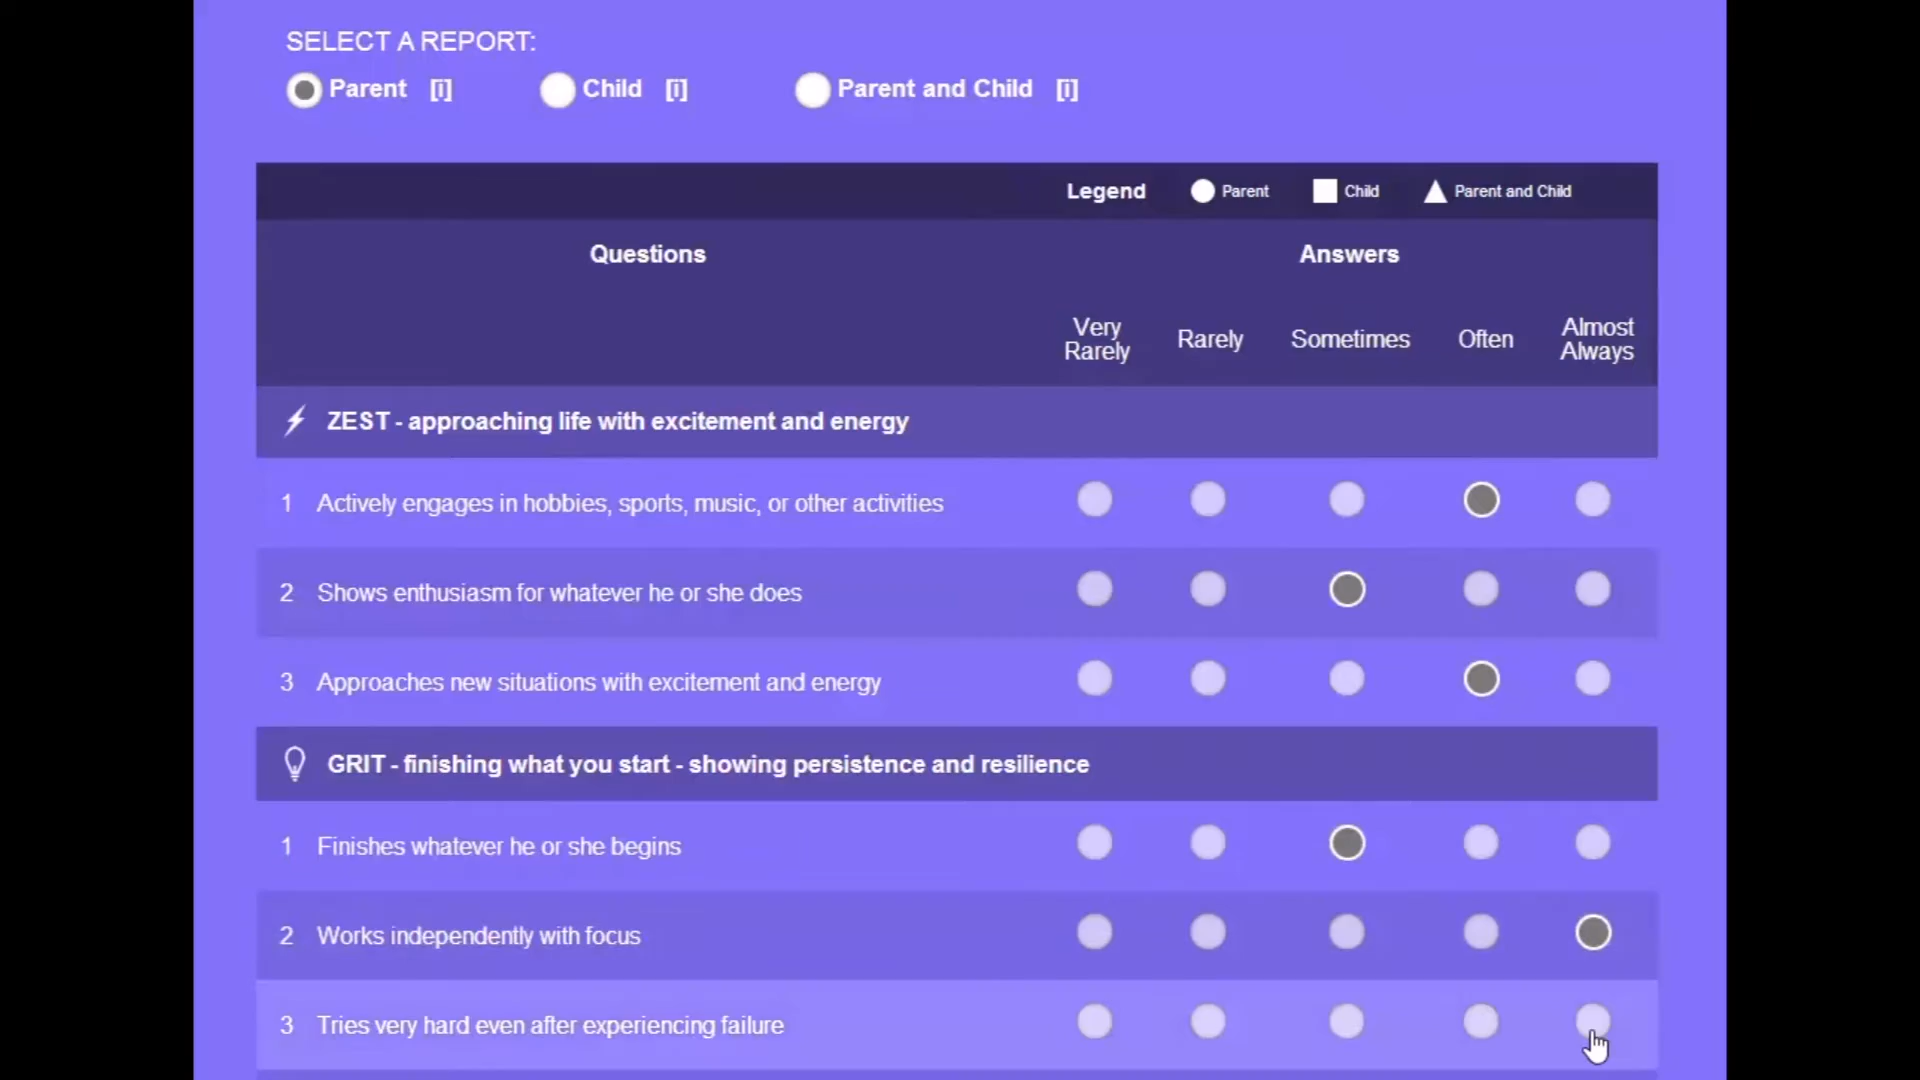 SELECT A REPORT:
Parent [i] Child [i] Parent and Child [i]
Legend Parent Child Parent and Child
Questions Answers
Very Rarely Rarely Sometimes Often Almost Always
ZEST - approaching life with excitement and energy
1 Actively engages in hobbies, sports, music, or other activities
2 Shows enthusiasm for whatever he or she does
3 Approaches new situations with excitement and energy
GRIT - finishing what you start - showing persistence and resilience
1 Finishes whatever he or she begins
2 Works independently with focus
3 Tries very hard even after experiencing failure